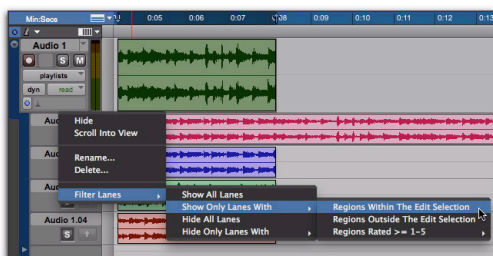 Min:Secs
0:05 0:06 0:07 0:08 0:09 0:10 0:11 0:12 0:13
Audio 1
S M
playlists
dyn read
Hide
Scroll Into View
Rename...
Delete...
Filter Lanes
Show All Lanes
Show Only Lanes With
Hide All Lanes
Hide Only Lanes With
Regions Within The Edit Selection
Regions Outside The Edit Selection
Regions Rated >= 1-5
Audio 1.04
S